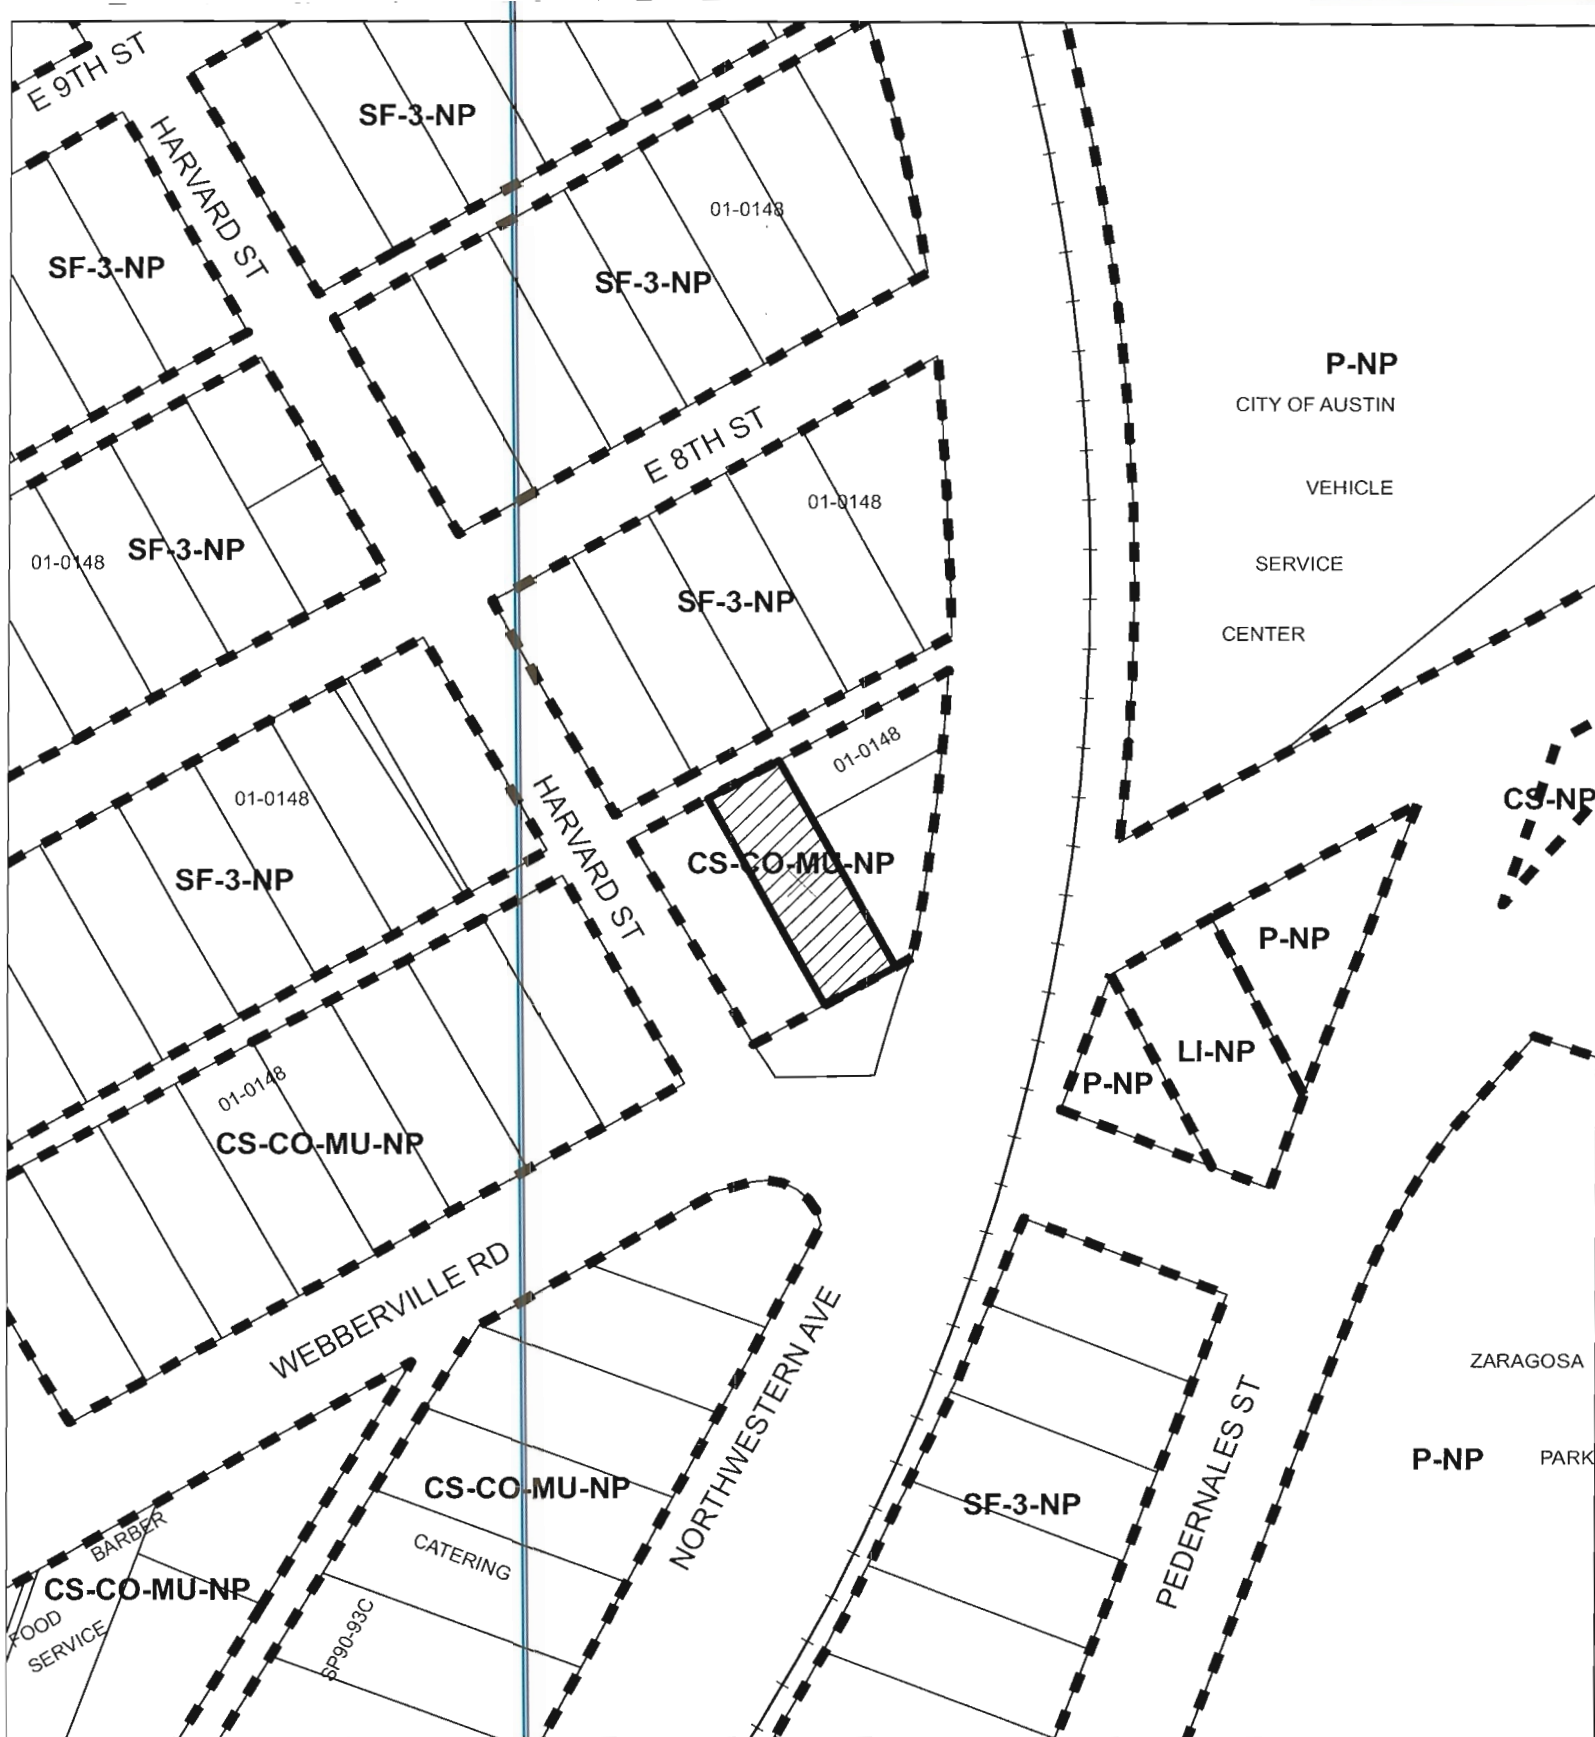 E 9TH ST
SF-3-NP
HARVARD ST
01-0148
SF-3-NP
SF-3-NP
P-NP
CITY OF AUSTIN
E 8TH ST
VEHICLE
01-0148
SF-3-NP
01-0148
SERVICE
SF-3-NP
CENTER
01-0148
01-0148
HARVARD ST
CS-NP
SF-3-NP
CS-CO-MU-NP
P-NP
LI-NP
P-NP
01-0148
CS-CO-MU-NP
WEBBERVILLE RD
NORTHWESTERN AVE
ZARAGOSA
PEDERNALES ST
P-NP
PARK
CS-CO-MU-NP
SF-3-NP
BARBER
CATERING
CS-CO-MU-NP
FOOD
SERVICE
SP90-93C